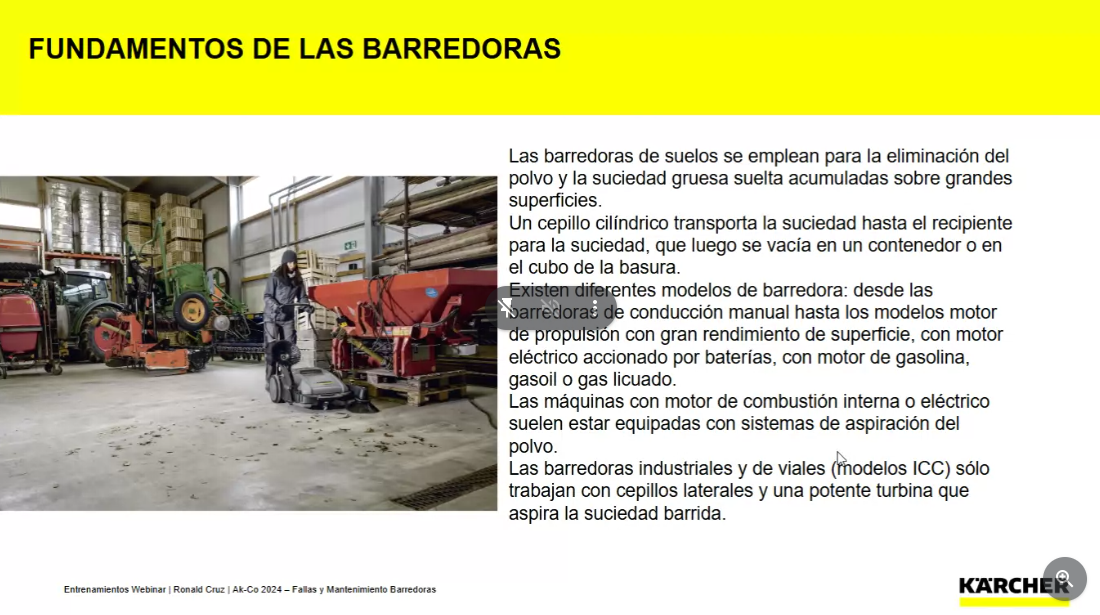 FUNDAMENTOS DE LAS BARREDORAS
Las barredoras de suelos se emplean para la eliminación del
polvo y la suciedad gruesa suelta acumuladas sobre grandes
superficies.
Un cepillo cilíndrico transporta la suciedad hasta el recipiente
para la suciedad, que luego se vacía en un contenedor o en
el cubo de la basura.
Existen diferentes modelos de barredora: desde las
barredoras de conducción manual hasta los modelos motor
de propulsión con gran rendimiento de superficie, con motor
eléctrico accionado por baterías, con motor de gasolina,
gasoil o gas licuado.
Las máquinas con motor de combustión interna o eléctrico
suelen estar equipadas con sistemas de aspiración del
polvo.
Las barredoras industriales y de viales (modelos ICC) sólo
trabajan con cepillos laterales y una potente turbina que
aspira la suciedad barrida.
Entrenamientos Webinar | Ronald Cruz | Ak-Co 2024 – Fallas y Mantenimiento Barredoras
KÄRCHER